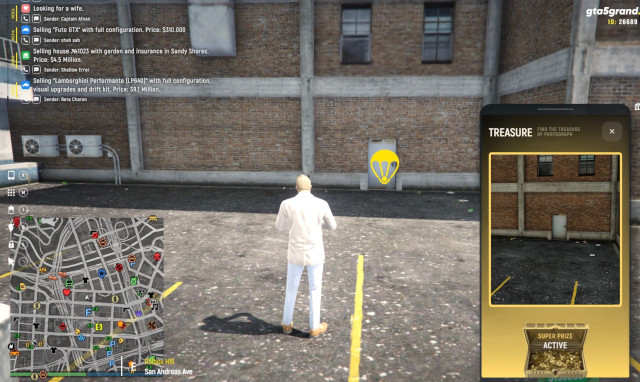 Looking for a wife.
Sender: Captain Afnan
Selling "Futo GTX" with full configuration. Price: $310.000
Sender: shah sab
Selling house №1023 with garden and insurance in Sandy Shores.
Price: $4.5 Million.
Sender: Shadow Error
Selling "Lamborghini Performante (LP640)" with full configuration,
visual upgrades and drift kit. Price: $9.1 Million.
Sender: Reta Charon
gta5grand.
ID: 26689
TREASURE
FIND THE TREASURE
BY PHOTOGRAPH
SUPER PRIZE
ACTIVE
N
San Andreas Ave